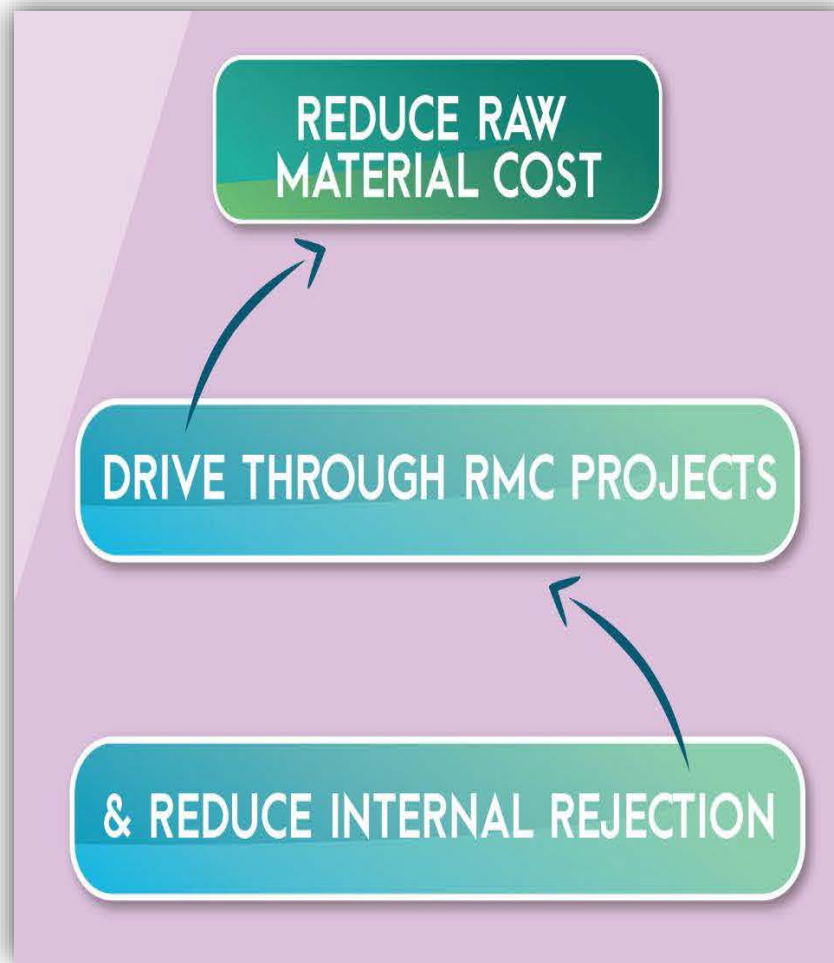 REDUCE RAW
MATERIAL COST
DRIVE THROUGH RMC PROJECTS
& REDUCE INTERNAL REJECTION